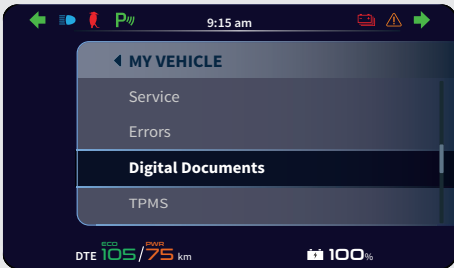 P 9:15 am
MY VEHICLE
Service
Errors
Digital Documents
TPMS
ECO PWR
DTE 105/75 km 100%